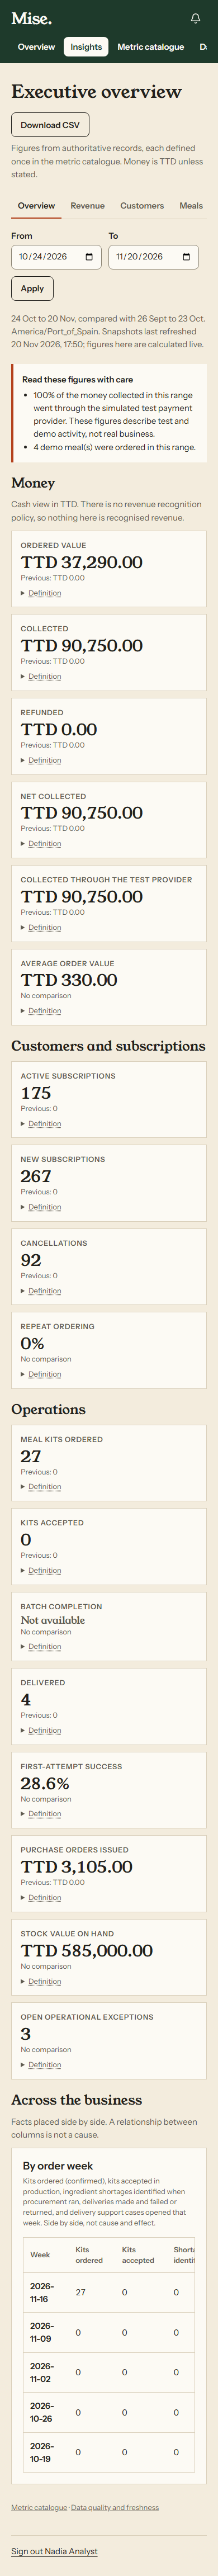 Mise.
Overview Insights Metric catalogue
Executive overview
Download CSV
Figures from authoritative records, each defined
once in the metric catalogue. Money is TTD unless
stated.
Overview Revenue Customers Meals
From To
10/24/2026 11/20/2026
Apply
24 Oct to 20 Nov, compared with 26 Sept to 23 Oct.
America/Port_of_Spain. Snapshots last refreshed
20 Nov 2026, 17:50; figures here are calculated live.
Read these figures with care
• 100% of the money collected in this range
went through the simulated test payment
provider. These figures describe test and
demo activity, not real business.
• 4 demo meal(s) were ordered in this range.
Money
Cash view in TTD. There is no revenue recognition
policy, so nothing here is recognised revenue.
ORDERED VALUE
TTD 37,290.00
Previous: TTD 0.00
Definition
COLLECTED
TTD 90,750.00
Previous: TTD 0.00
Definition
REFUNDED
TTD 0.00
Previous: TTD 0.00
Definition
NET COLLECTED
TTD 90,750.00
Previous: TTD 0.00
Definition
COLLECTED THROUGH THE TEST PROVIDER
TTD 90,750.00
Previous: TTD 0.00
Definition
AVERAGE ORDER VALUE
TTD 330.00
No comparison
Definition
Customers and subscriptions
ACTIVE SUBSCRIPTIONS
175
Previous: 0
Definition
NEW SUBSCRIPTIONS
267
Previous: 0
Definition
CANCELLATIONS
92
Previous: 0
Definition
REPEAT ORDERING
0%
No comparison
Definition
Operations
MEAL KITS ORDERED
27
Previous: 0
Definition
KITS ACCEPTED
0
Previous: 0
Definition
BATCH COMPLETION
Not available
No comparison
Definition
DELIVERED
4
Previous: 0
Definition
FIRST-ATTEMPT SUCCESS
28.6%
No comparison
Definition
PURCHASE ORDERS ISSUED
TTD 3,105.00
Previous: TTD 0.00
Definition
STOCK VALUE ON HAND
TTD 585,000.00
No comparison
Definition
OPEN OPERATIONAL EXCEPTIONS
3
No comparison
Definition
Across the business
Facts placed side by side. A relationship between
columns is not a cause.
By order week
Kits ordered (confirmed), kits accepted in
production, ingredient shortages identified when
procurement ran, deliveries made and failed or
returned, and delivery support cases opened that
week. Side by side, not cause and effect.
Week Kits ordered Kits accepted
2026-11-16 27 0 0
2026-11-09 0 0 0
2026-11-02 0 0 0
2026-10-26 0 0 0
2026-10-19 0 0 0
Metric catalogue · Data quality and freshness
Sign out Nadia Analyst